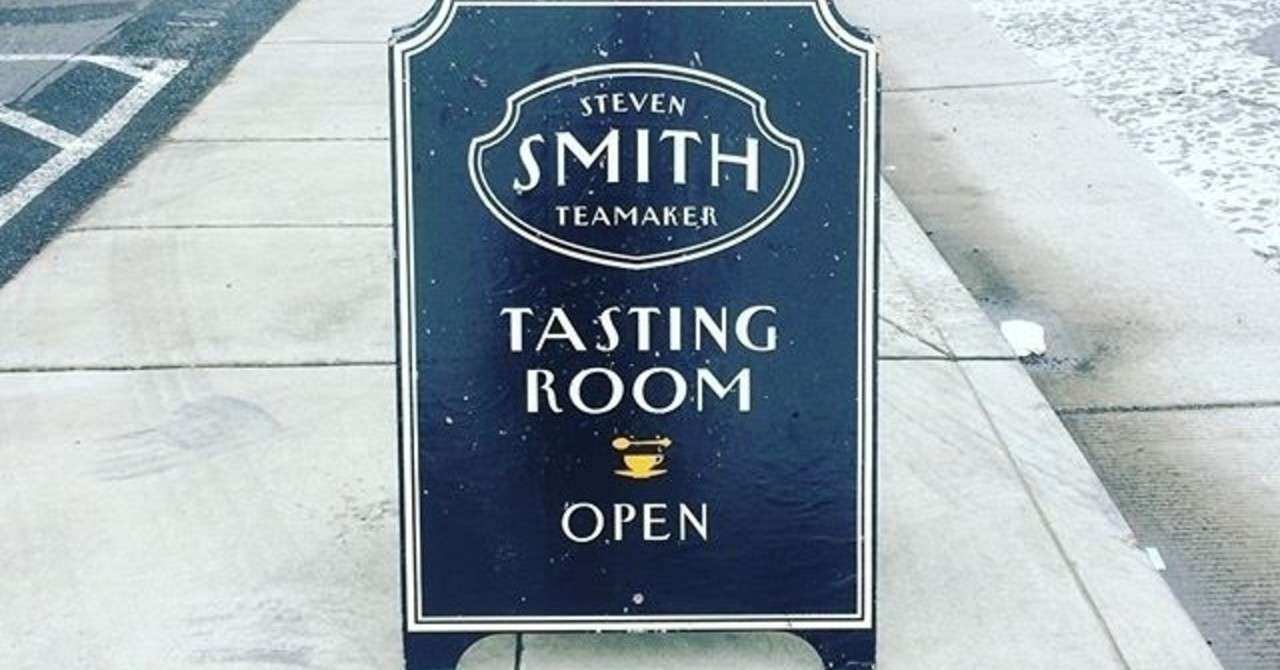 STEVEN
SMITH
TEAMAKER
TASTING
ROOM
OPEN